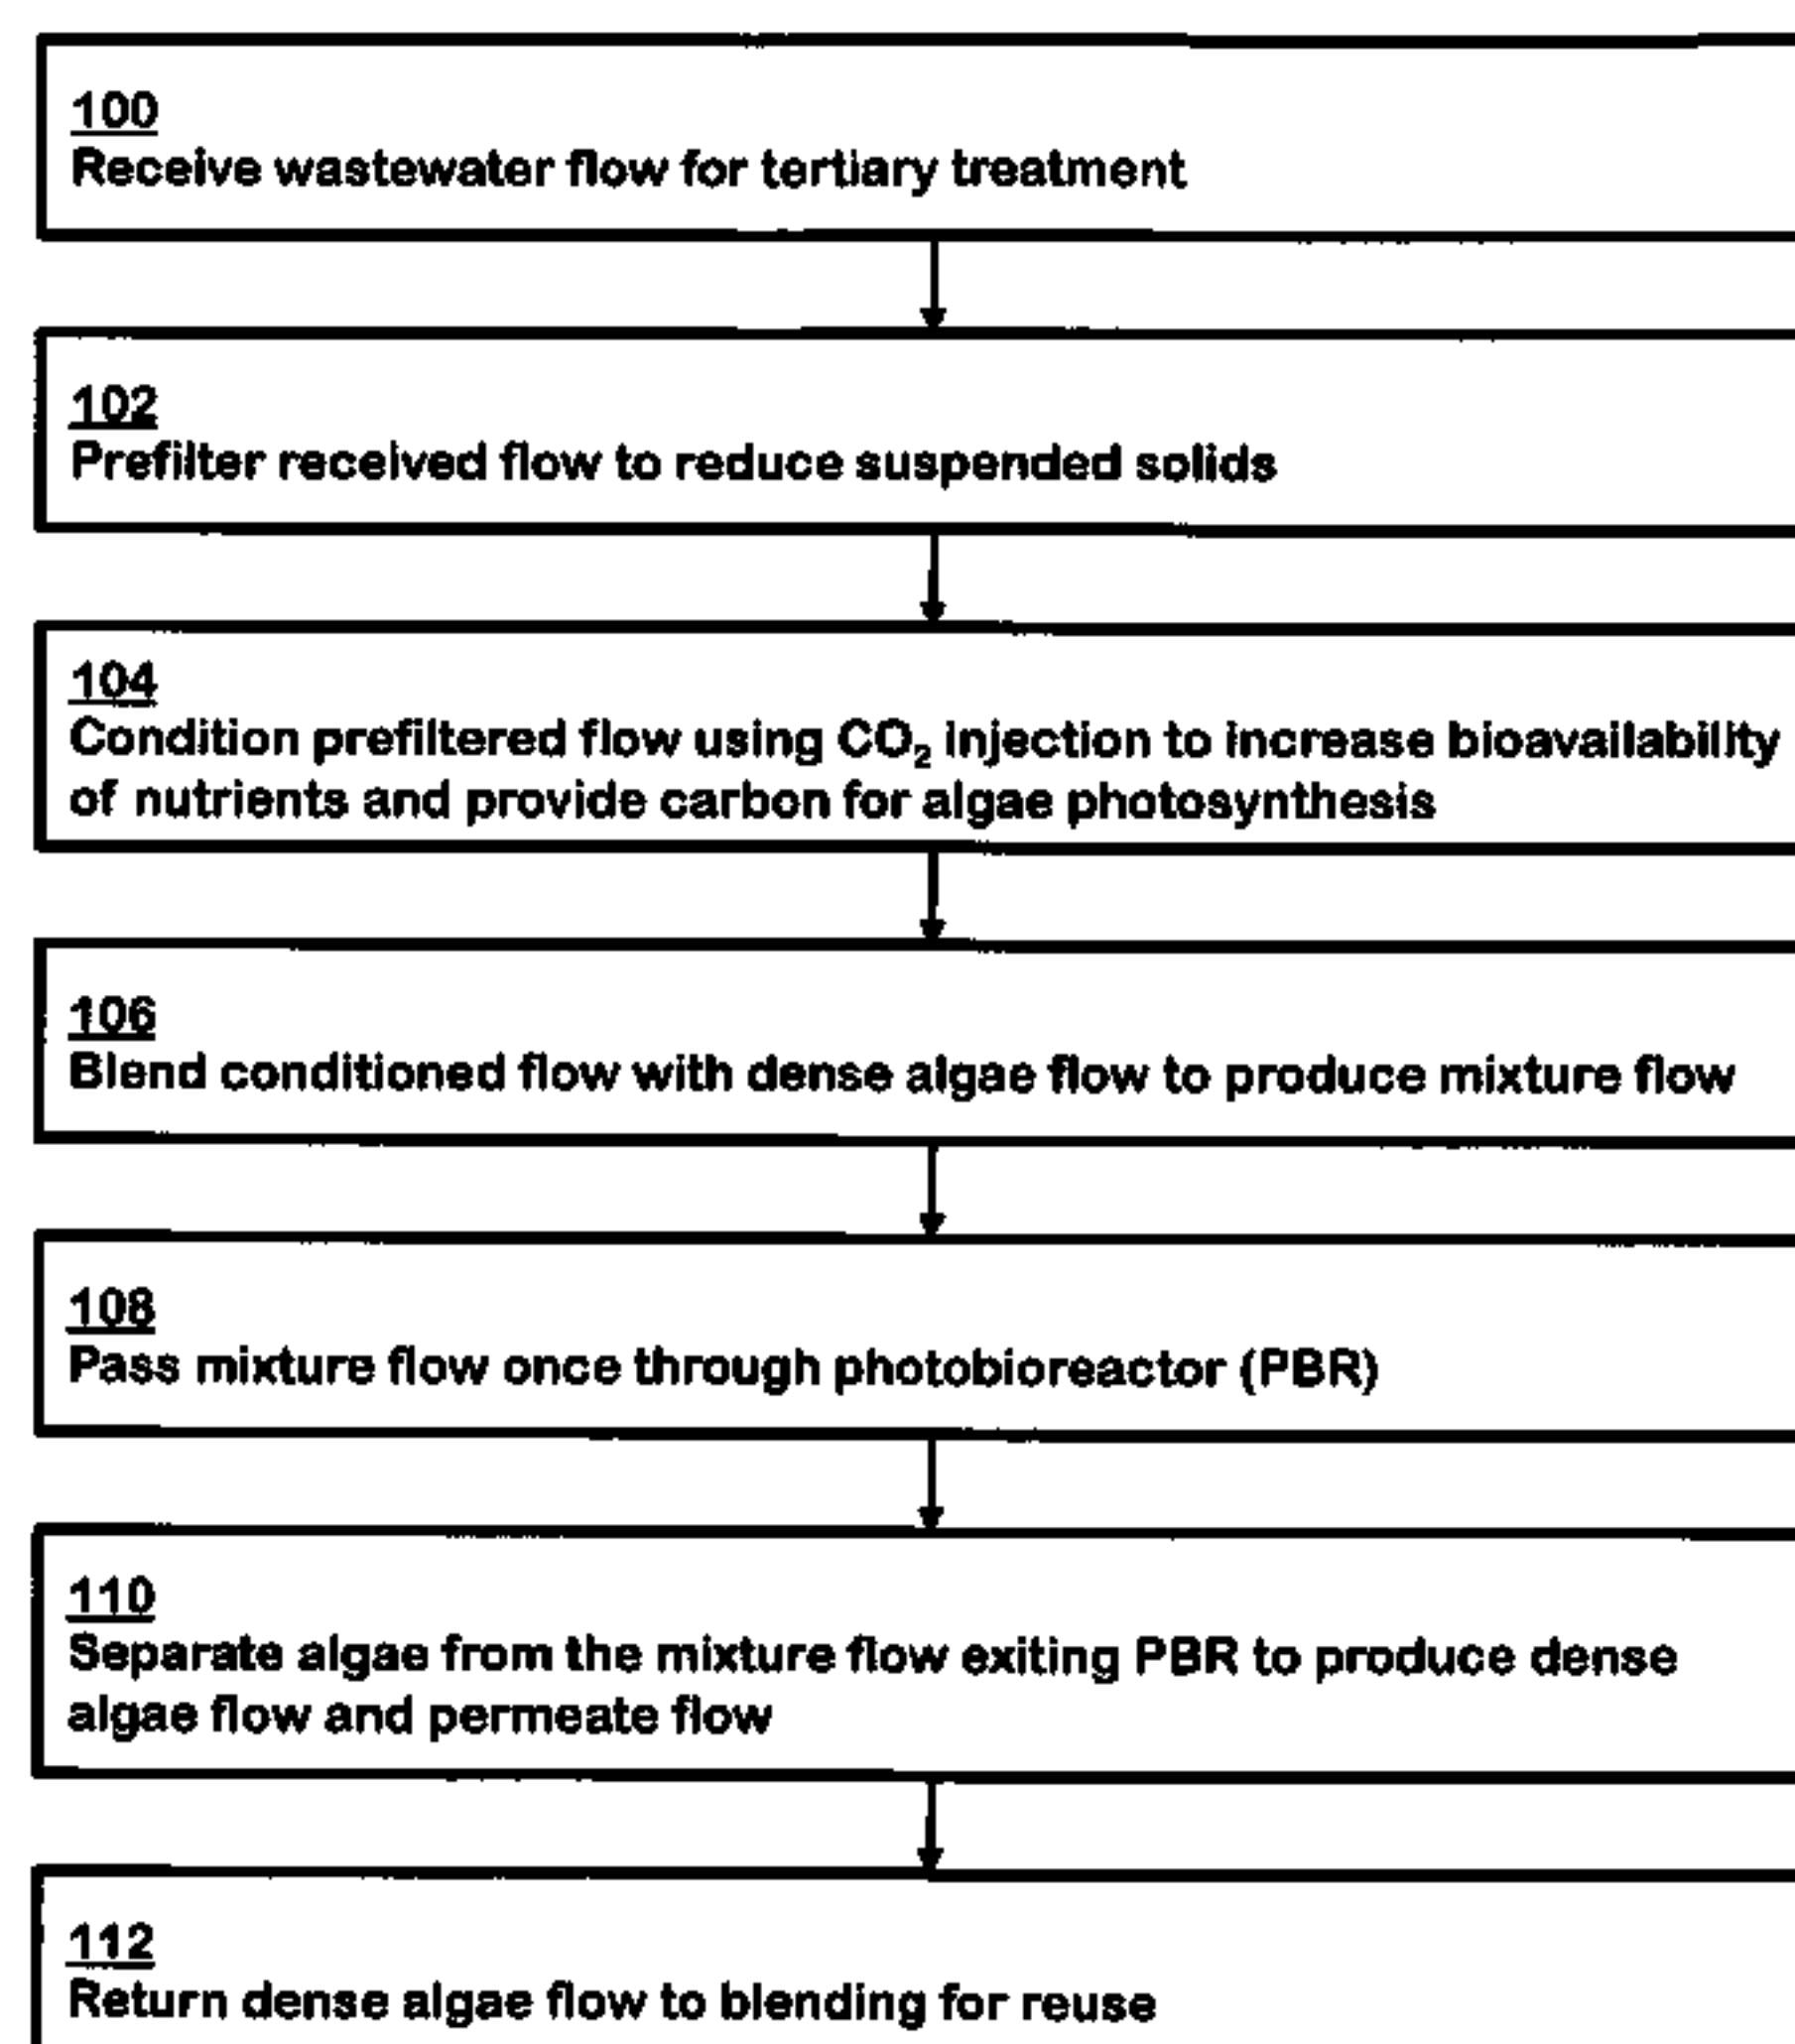 100
Receive wastewater flow for tertiary treatment
102
Prefilter received flow to reduce suspended solids
104
Condition prefiltered flow using CO₂ injection to increase bioavailability
of nutrients and provide carbon for algae photosynthesis
106
Blend conditioned flow with dense algae flow to produce mixture flow
108
Pass mixture flow once through photobioreactor (PBR)
110
Separate algae from the mixture flow exiting PBR to produce dense
algae flow and permeate flow
112
Return dense algae flow to blending for reuse